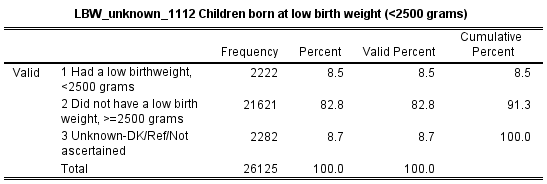 LBW_unknown_1112 Children born at low birth weight (<2500 grams)
Frequency Percent Valid Percent Cumulative Percent
Valid 1 Had a low birthweight, <2500 grams 2222 8.5 8.5 8.5
2 Did not have a low birth weight, >=2500 grams 21621 82.8 82.8 91.3
3 Unknown-DK/Ref/Not ascertained 2282 8.7 8.7 100.0
Total 26125 100.0 100.0